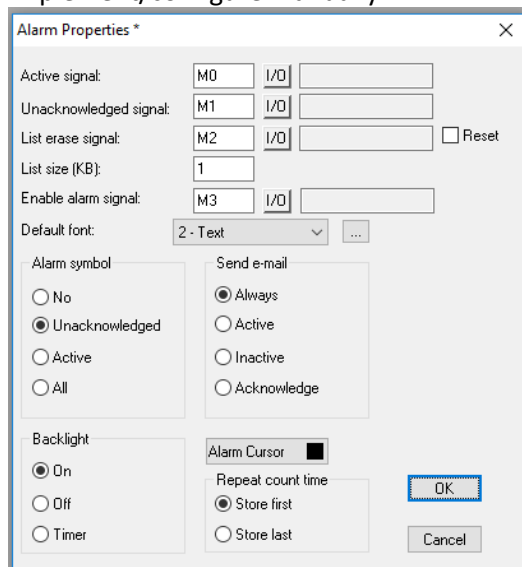 Alarm Properties *
Active signal: M0 I/O
Unacknowledged signal: M1 I/O
List erase signal: M2 I/O Reset
List size (KB): 1
Enable alarm signal: M3 I/O
Default font: 2 - Text ...
Alarm symbol
No
Unacknowledged
Active
All
Send e-mail
Always
Active
Inactive
Acknowledge
Backlight
On
Off
Timer
Alarm Cursor
Repeat count time
Store first
Store last
OK
Cancel